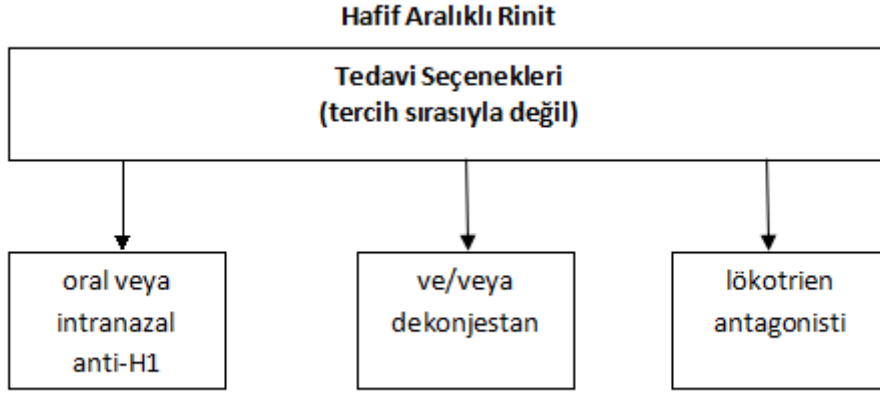 Hafif Aralıklı Rinit
Tedavi Seçenekleri
(tercih sırasıyla değil)
oral veya
intranazal
anti-H1
ve/veya
dekonjestan
lökotrien
antagonisti